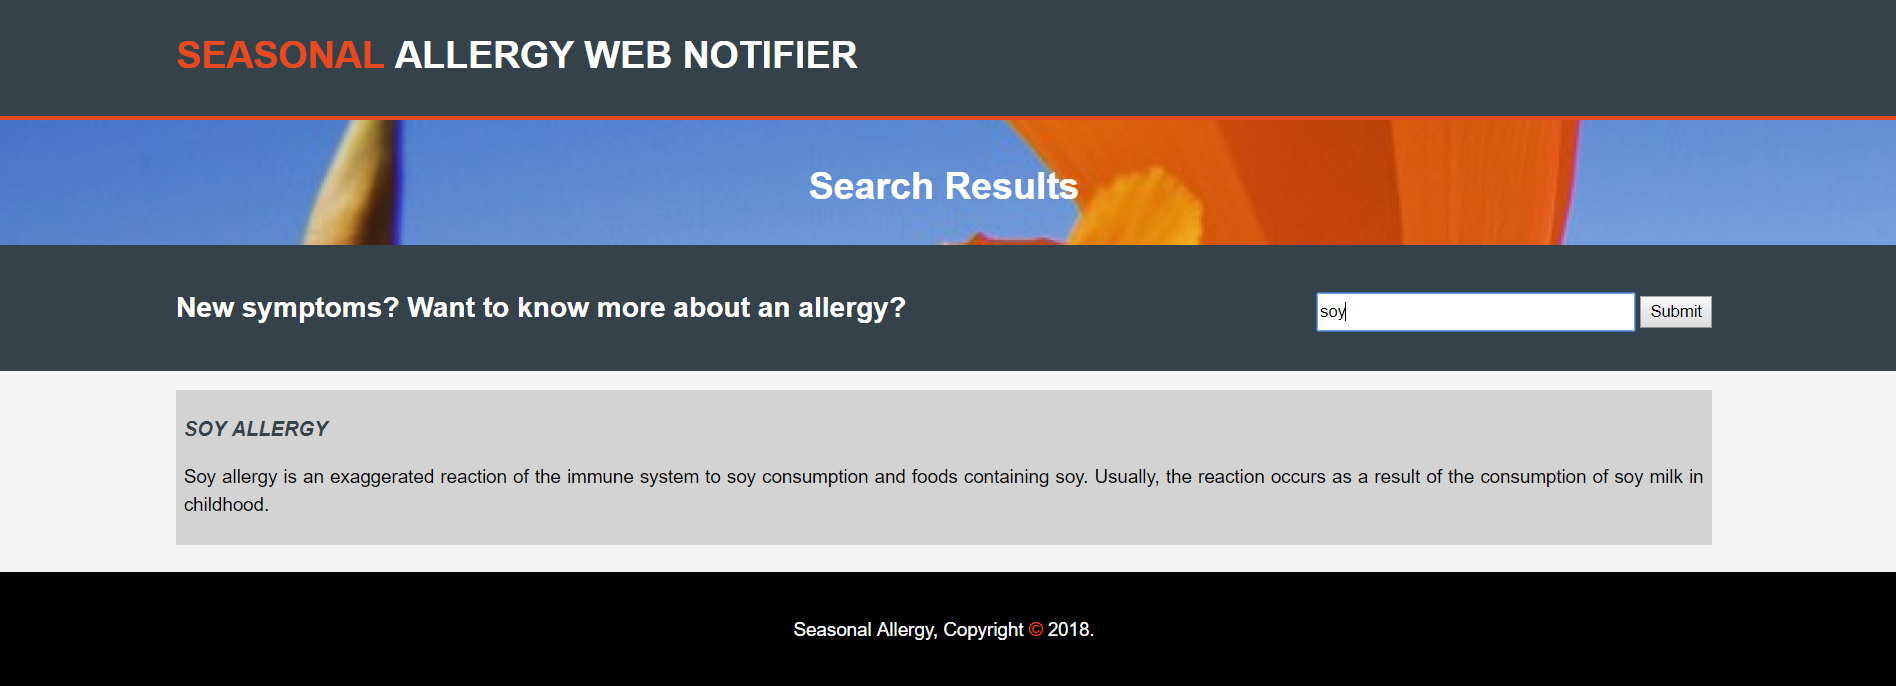 SEASONAL ALLERGY WEB NOTIFIER
Search Results
New symptoms? Want to know more about an allergy?
soy
Submit
SOY ALLERGY
Soy allergy is an exaggerated reaction of the immune system to soy consumption and foods containing soy. Usually, the reaction occurs as a result of the consumption of soy milk in
childhood.
Seasonal Allergy, Copyright © 2018.